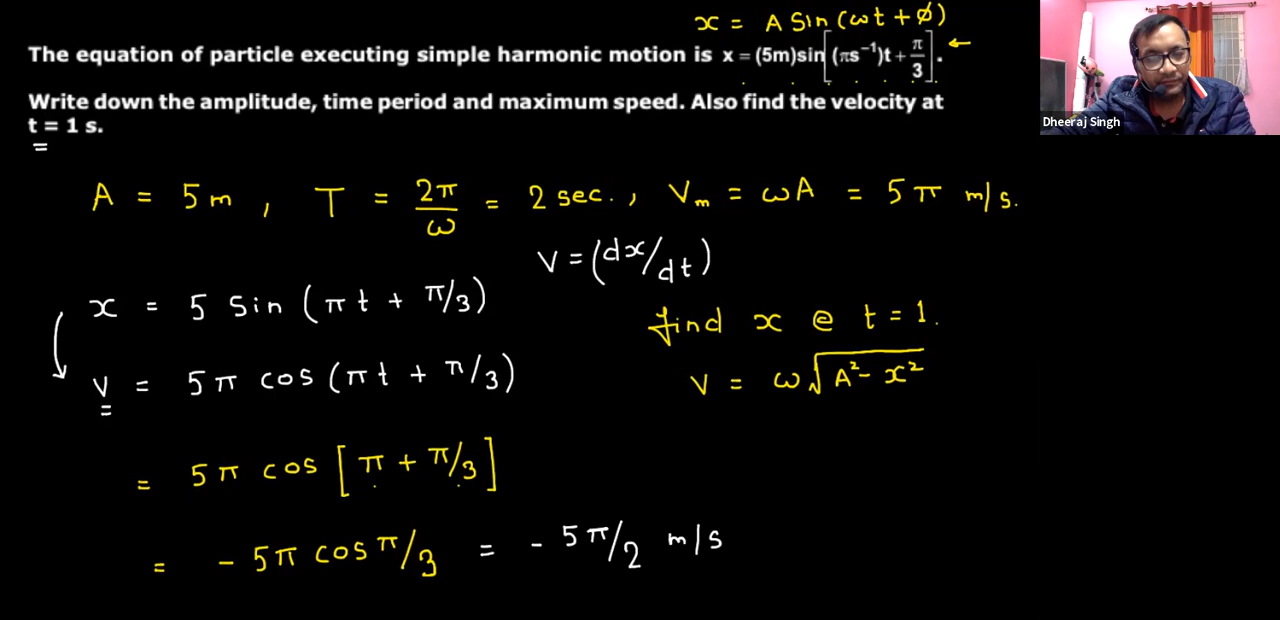 x = A Sin (ωt + φ)
The equation of particle executing simple harmonic motion is x = (5m)sin[(πs⁻¹)t + π/3].
Write down the amplitude, time period and maximum speed. Also find the velocity at
t = 1 s.
Dheeraj Singh
A = 5m , T = 2π/ω = 2 sec. , Vm = ωA = 5π m/s.
V = (dx/dt)
x = 5 Sin (πt + π/3)
find x @ t = 1.
v = 5π cos (πt + π/3)
V = ω√A² - x²
= 5π cos [π + π/3]
= - 5π cos π/3 = - 5π/2 m/s